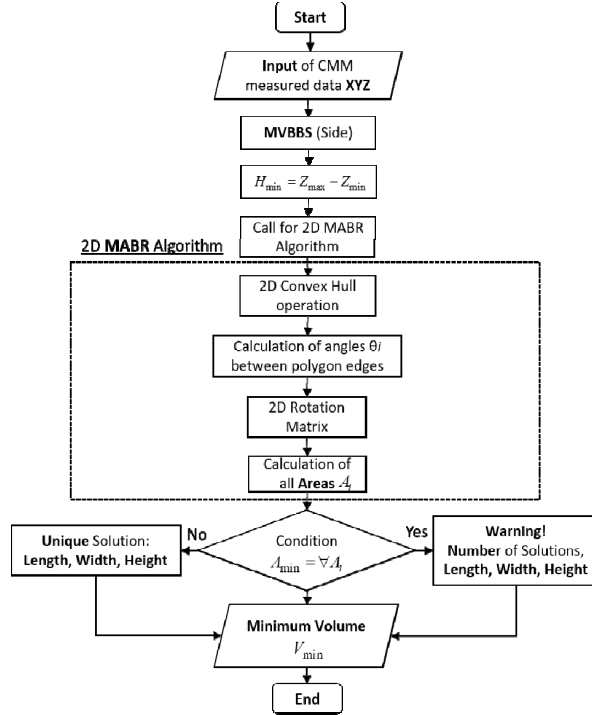 Start
Input of CMM
measured data XYZ
MVBBS (Side)
H_min = Z_max − Z_min
Call for 2D MABR
Algorithm
2D MABR Algorithm
2D Convex Hull
operation
Calculation of angles θi
between polygon edges
2D Rotation
Matrix
Calculation of
all Areas A_i
No
Yes
Unique Solution:
Length, Width, Height
Condition
A_min = ∀A_i
Warning!
Number of Solutions,
Length, Width, Height
Minimum Volume
V_min
End